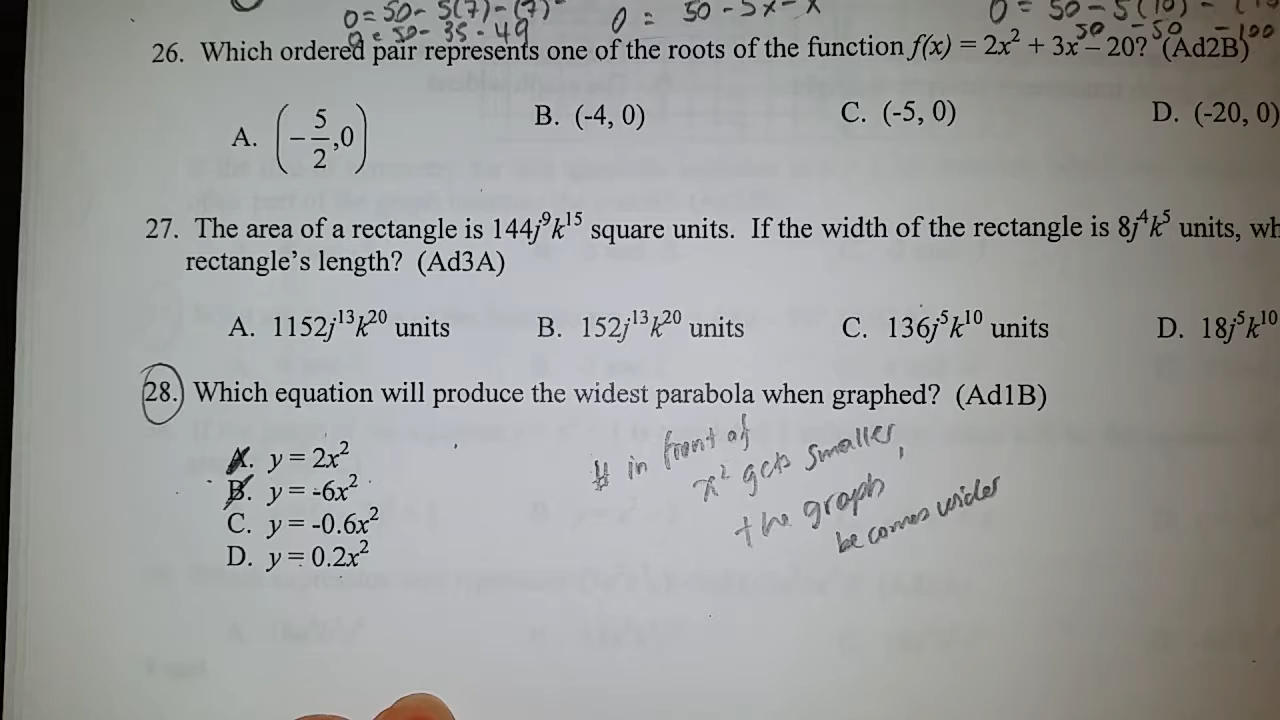 0 = 50 - 5(7) - (7)²
0 = 50 - 35 - 49
0 = 50 - 5x - x
0 = 50 - 5(10) -
50 - 50 - 100
26. Which ordered pair represents one of the roots of the function f(x) = 2x² + 3x – 20? (Ad2B)
A. (-5/2, 0) B. (-4, 0) C. (-5, 0) D. (-20, 0)
27. The area of a rectangle is 144j⁹k¹⁵ square units. If the width of the rectangle is 8j⁴k⁵ units,
rectangle's length? (Ad3A)
A. 1152j¹³k²⁰ units B. 152j¹³k²⁰ units C. 136j⁵k¹⁰ units D. 18j⁵k¹⁰
28. Which equation will produce the widest parabola when graphed? (Ad1B)
A. y = 2x²
B. y = -6x²
C. y = -0.6x²
D. y = 0.2x²
# in front of
x² gets smaller,
the graph
becomes wider